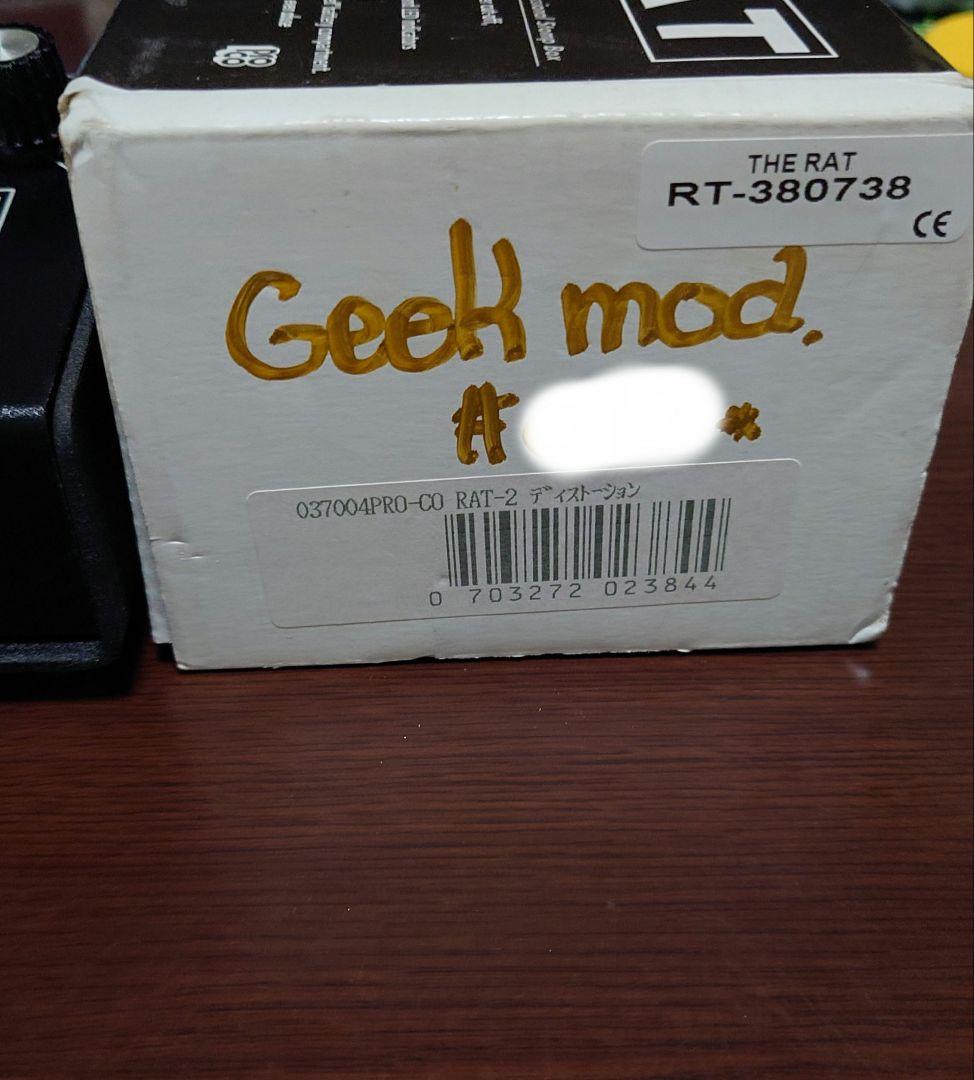 AT
THE RAT
RT-380738
CE
Geek mod.
#
*
037004PRO-CO RAT-2 ディストーション
0 703272 023844